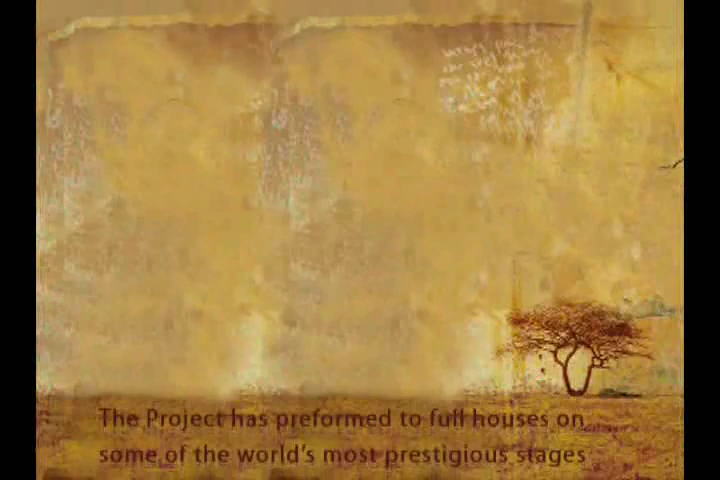 The Project has preformed to full houses on
some of the world's most prestigious stages